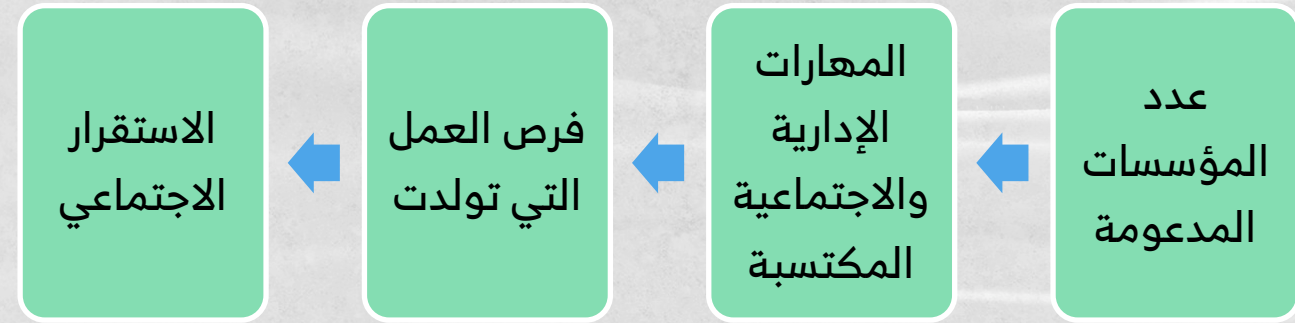 عدد
المؤسسات
المدعومة
المهارات
الإدارية
والاجتماعية
المكتسبة
فرص العمل
التي تولدت
الاستقرار
الاجتماعي